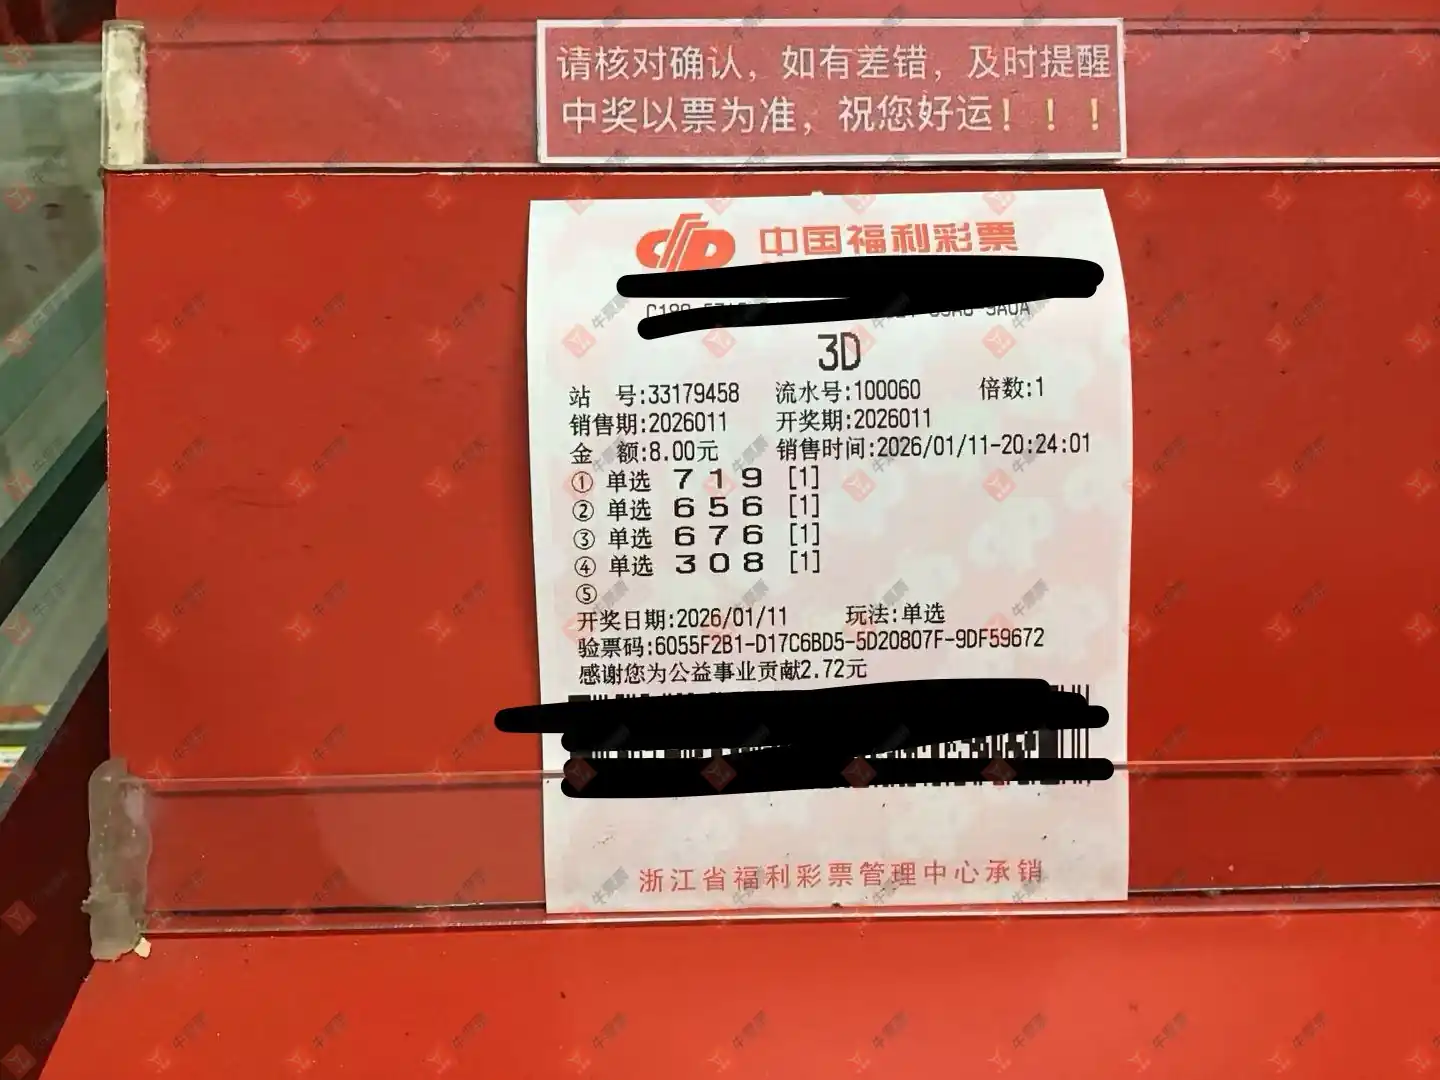 请核对确认，如有差错，及时提醒
中奖以票为准，祝您好运！！！
中国福利彩票
3D
站 号:33179458 流水号:100060 倍数:1
销售期:2026011 开奖期:2026011
金 额:8.00元 销售时间:2026/01/11-20:24:01
① 单选 7 1 9 [1]
② 单选 6 5 6 [1]
③ 单选 6 7 6 [1]
④ 单选 3 0 8 [1]
⑤
开奖日期:2026/01/11 玩法:单选
验票码:6055F2B1-D17C6BD5-5D20807F-9DF59672
感谢您为公益事业贡献2.72元
浙江省福利彩票管理中心承销
牛票票